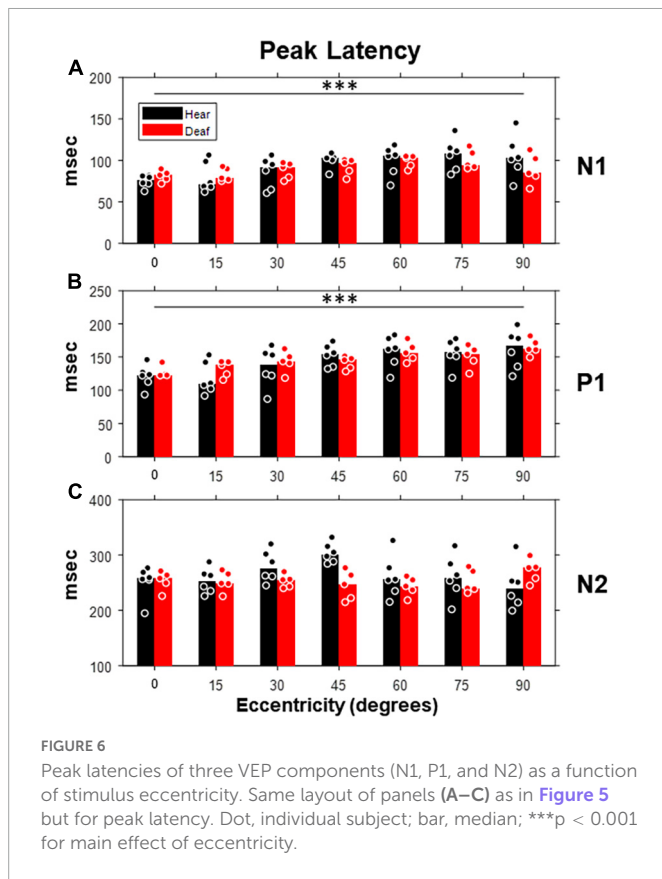 Peak Latency
A
200
***
Hear
Deaf
150
100
50
0
msec
N1
0 15 30 45 60 75 90
B
250
***
200
150
100
50
0
msec
P1
0 15 30 45 60 75 90
C
400
300
200
100
msec
N2
0 15 30 45 60 75 90
Eccentricity (degrees)
FIGURE 6
Peak latencies of three VEP components (N1, P1, and N2) as a function
of stimulus eccentricity. Same layout of panels (A–C) as in Figure 5
but for peak latency. Dot, individual subject; bar, median; ***p < 0.001
for main effect of eccentricity.